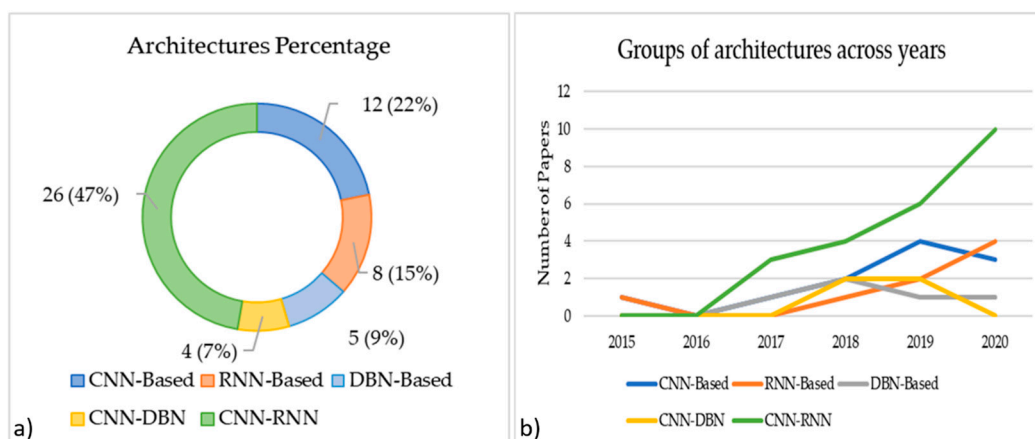 Architectures Percentage
12 (22%)
26 (47%)
8 (15%)
5 (9%)
4 (7%)
CNN-Based RNN-Based DBN-Based
CNN-DBN CNN-RNN
a)
Groups of architectures across years
Number of Papers
12
10
8
6
4
2
0
2015 2016 2017 2018 2019 2020
CNN-Based RNN-Based DBN-Based
CNN-DBN CNN-RNN
b)